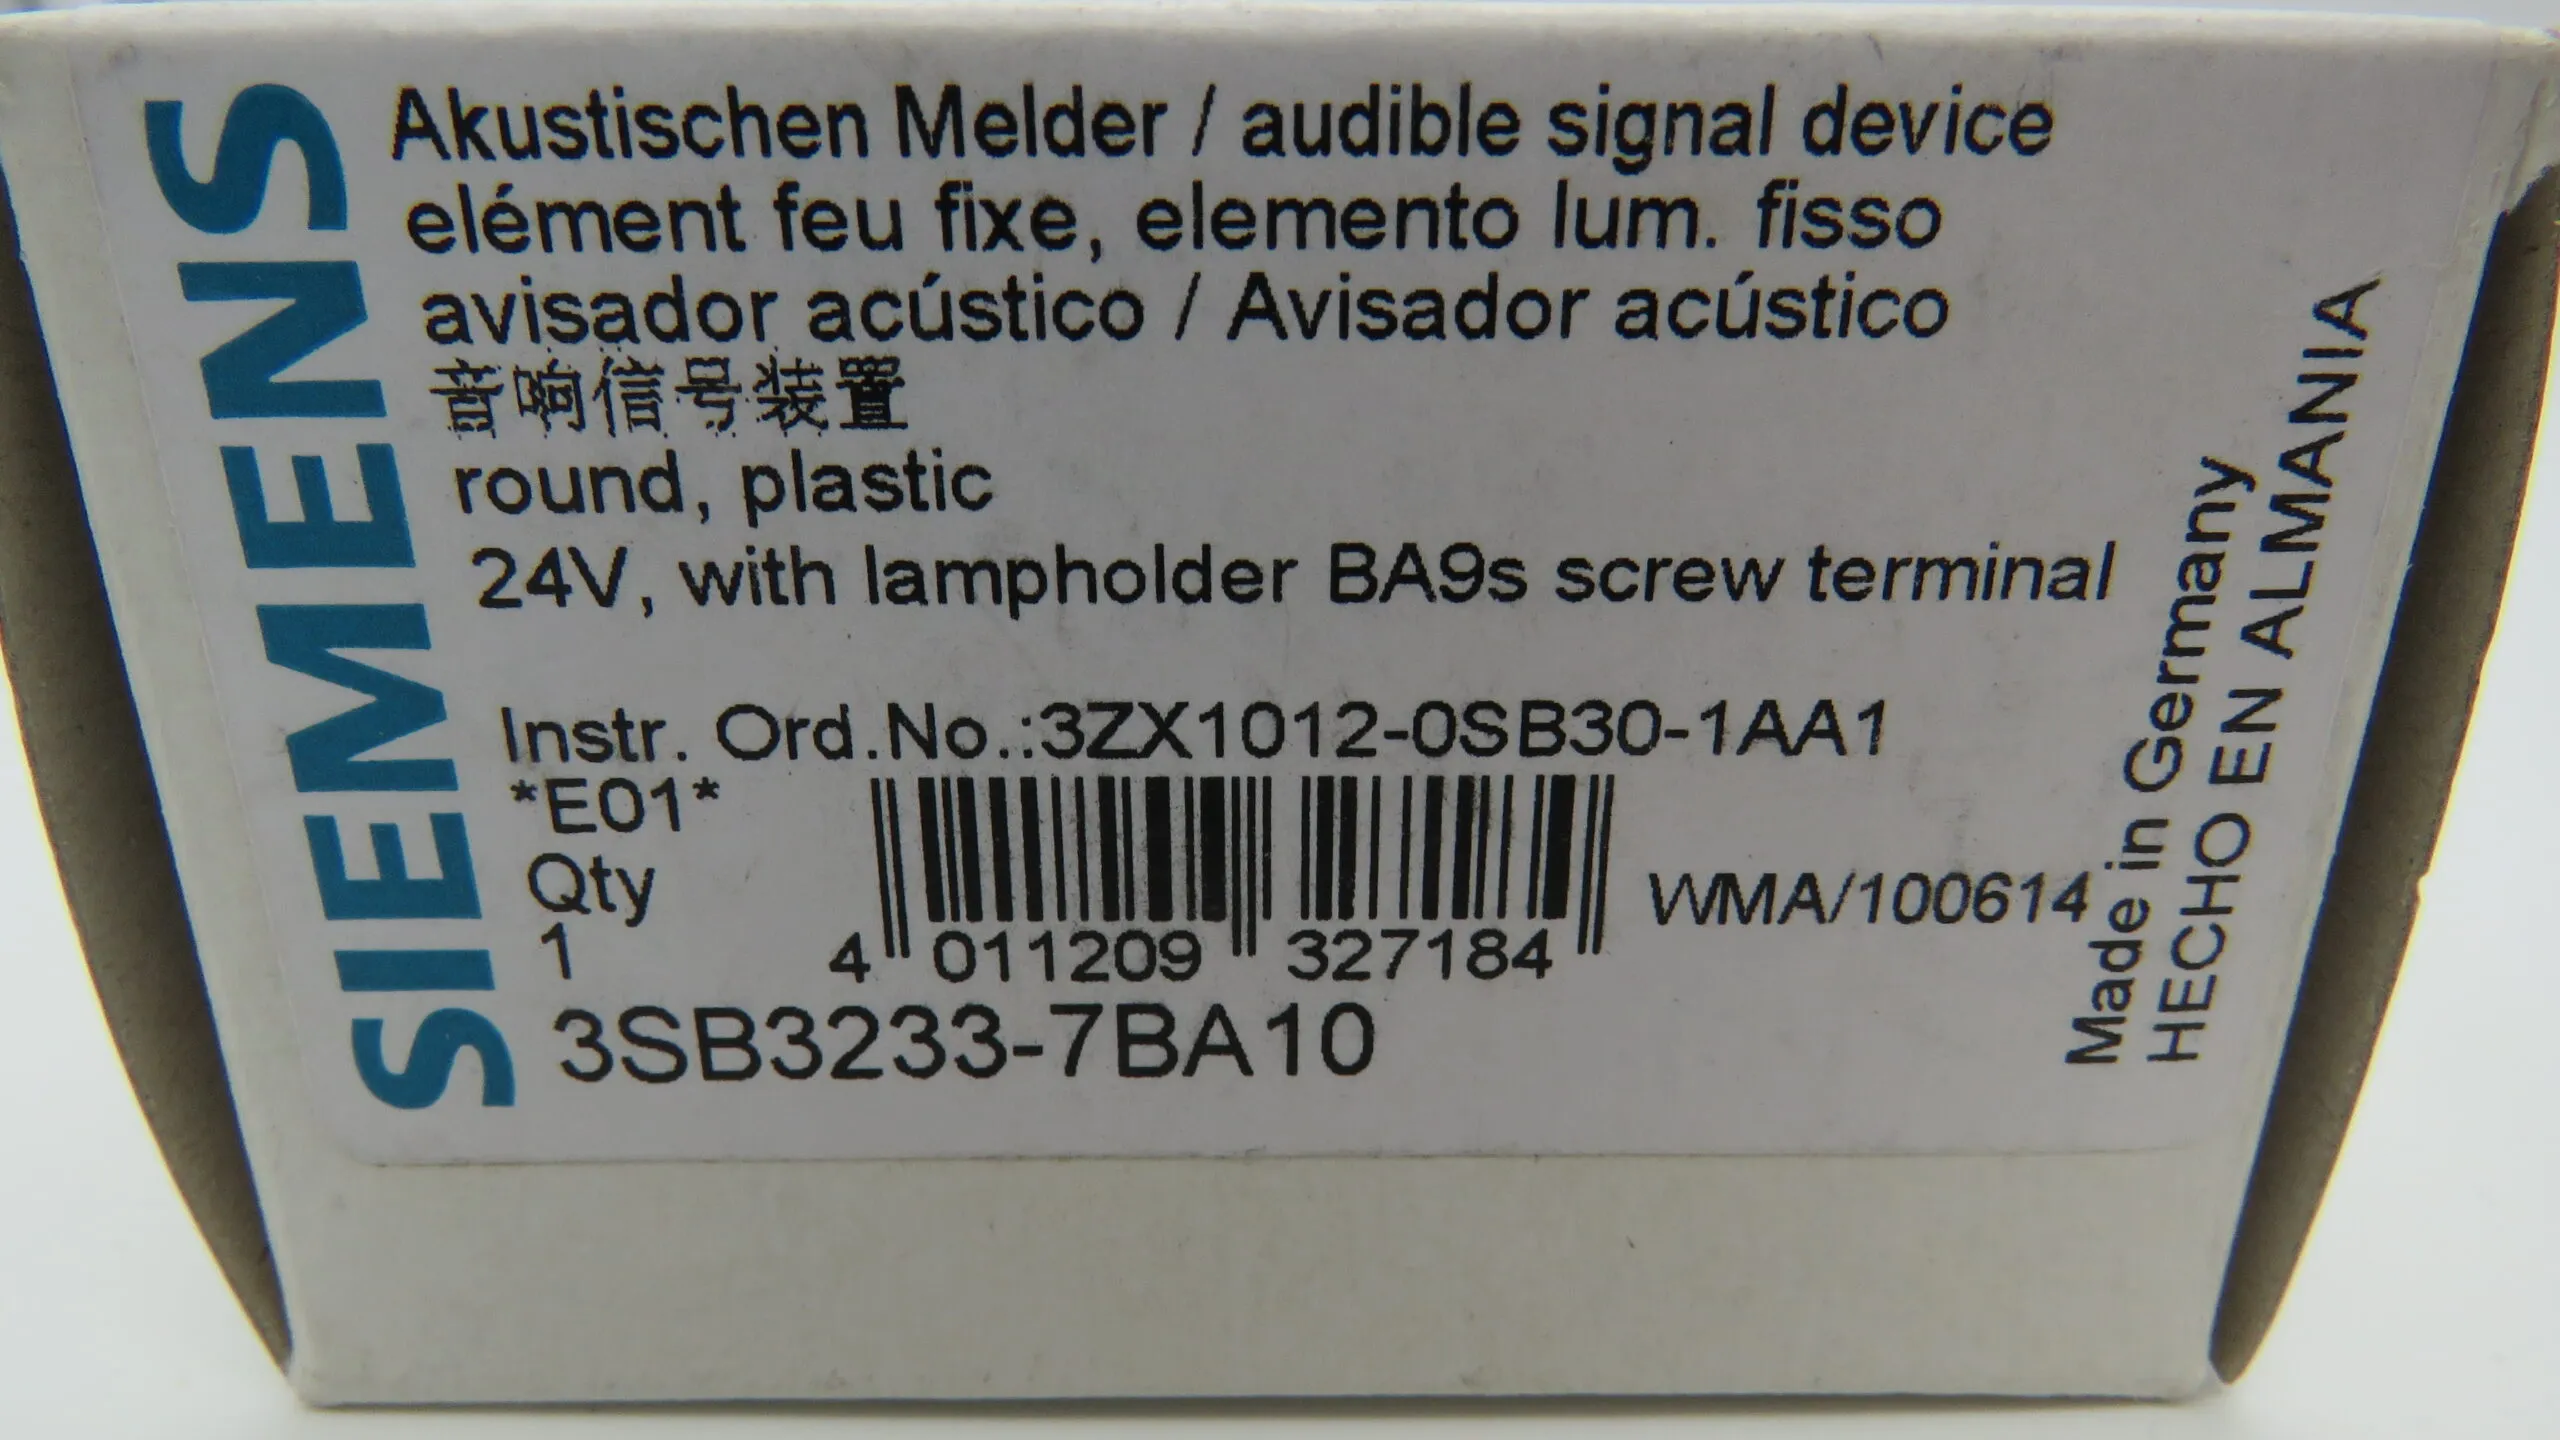 SIEMENS
Akustischen Melder / audible signal device
elément feu fixe, elemento lum. fisso
avisador acústico / Avisador acústico
音响信号装置
round, plastic
24V, with lampholder BA9s screw terminal
Instr. Ord.No.:3ZX1012-0SB30-1AA1
*E01*
Qty
1
4 011209 327184
WMA/100614
3SB3233-7BA10
Made in Germany
HECHO EN ALMANIA